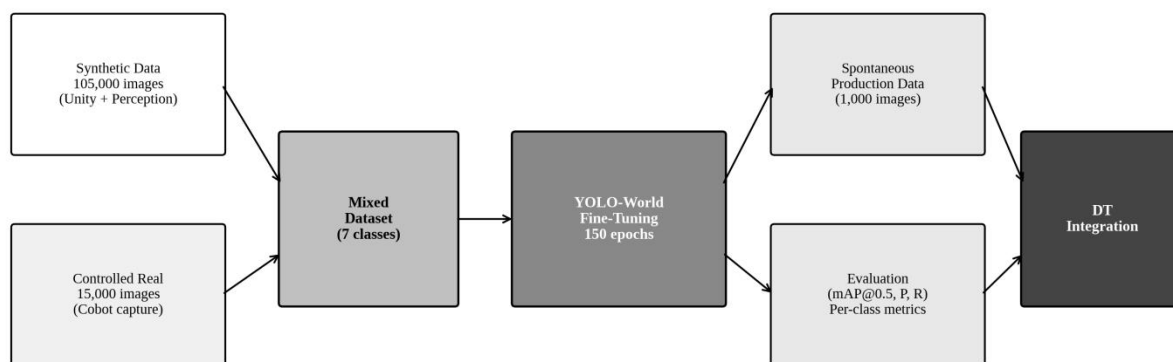 Synthetic Data
105,000 images
(Unity + Perception)
Controlled Real
15,000 images
(Cobot capture)
Mixed
Dataset
(7 classes)
YOLO-World
Fine-Tuning
150 epochs
Spontaneous
Production Data
(1,000 images)
Evaluation
(mAP@0.5, P, R)
Per-class metrics
DT
Integration